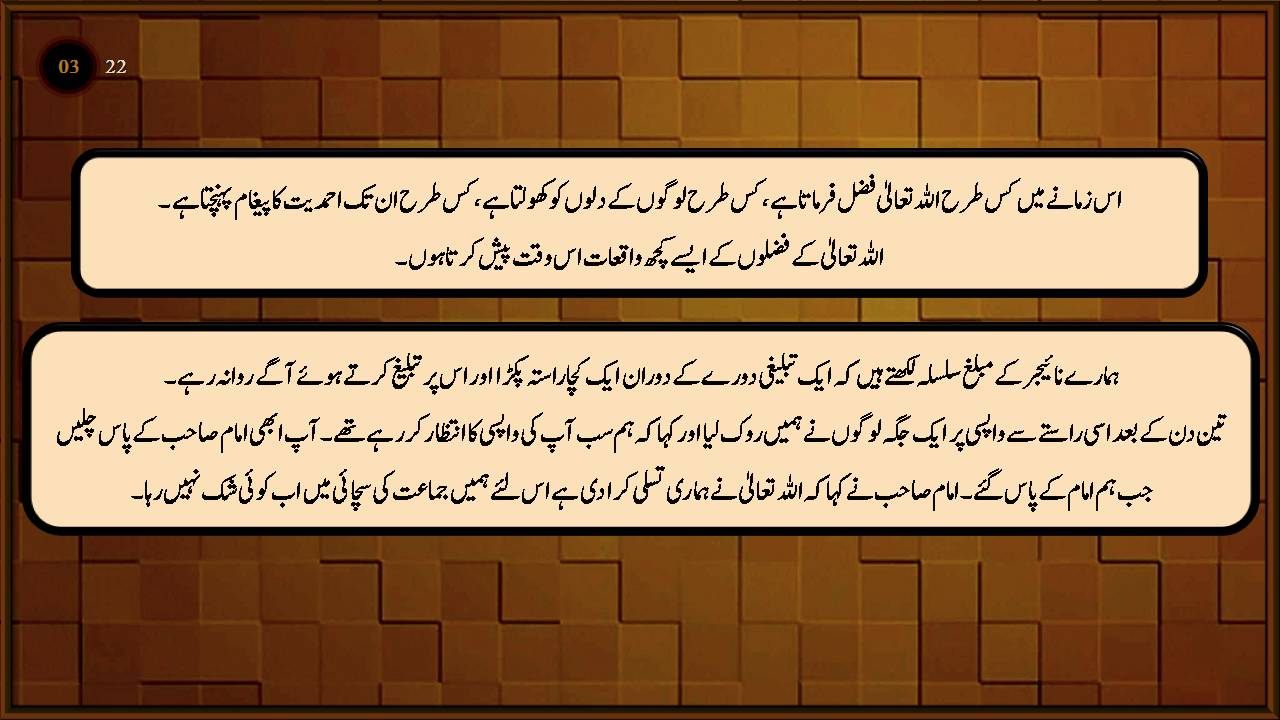 03 22
اس زمانے میں کس طرح اللہ تعالیٰ فضل فرماتا ہے، کس طرح لوگوں کے دلوں کو کھولتا ہے، کس طرح ان تک احمدیت کا پیغام پہنچتا ہے۔
اللہ تعالیٰ کے فضلوں کے ایسے کچھ واقعات اس وقت پیش کرتا ہوں۔
ہمارے نائیجر کے مبلغ سلسلہ لکھتے ہیں کہ ایک تبلیغی دورے کے دوران ایک کچا راستہ پکڑا اور اس پر تبلیغ کرتے ہوئے آگے روانہ رہے۔
تین دن کے بعد اسی راستے سے واپسی پر ایک جگہ لوگوں نے ہمیں روک لیا اور کہا کہ ہم سب آپ کی واپسی کا انتظار کر رہے تھے۔ آپ ابھی امام صاحب کے پاس چلیں
جب ہم امام کے پاس گئے۔ امام صاحب نے کہا کہ اللہ تعالیٰ نے ہماری تسلی کرا دی ہے اس لئے ہمیں جماعت کی سچائی میں اب کوئی شک نہیں رہا۔